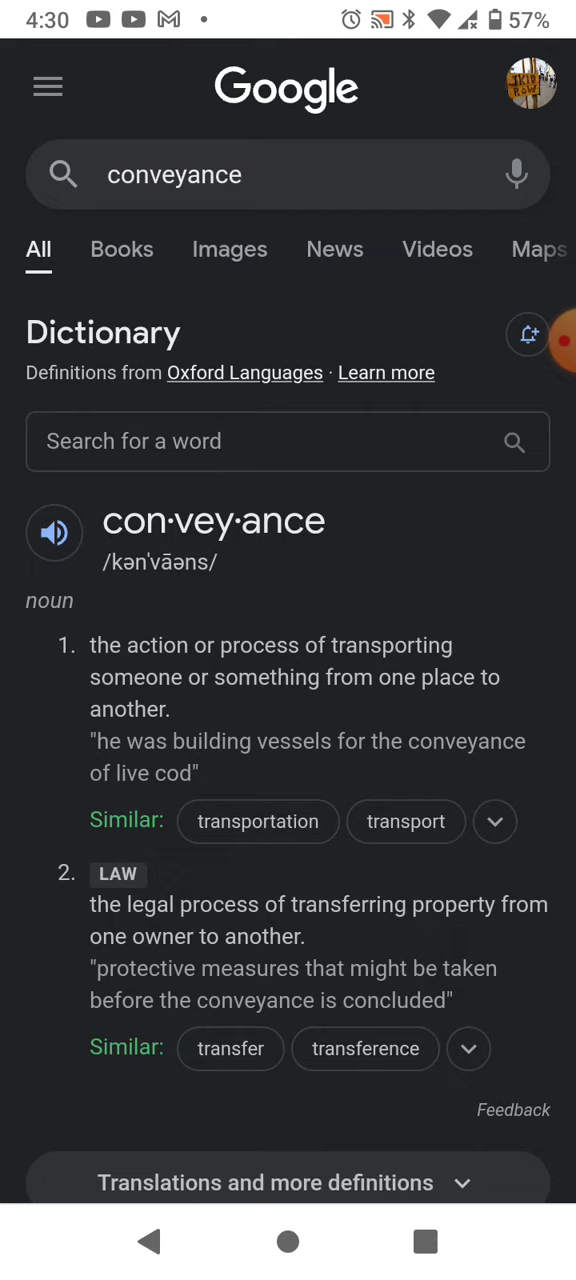 4:30 57%
Google
SKID
ROW
conveyance
All Books Images News Videos Maps
Dictionary
Definitions from Oxford Languages · Learn more
Search for a word
con·vey·ance
/kənˈvāəns/
noun
1. the action or process of transporting
someone or something from one place to
another.
"he was building vessels for the conveyance
of live cod"
Similar: transportation transport
2. LAW
the legal process of transferring property from
one owner to another.
"protective measures that might be taken
before the conveyance is concluded"
Similar: transfer transference
Feedback
Translations and more definitions